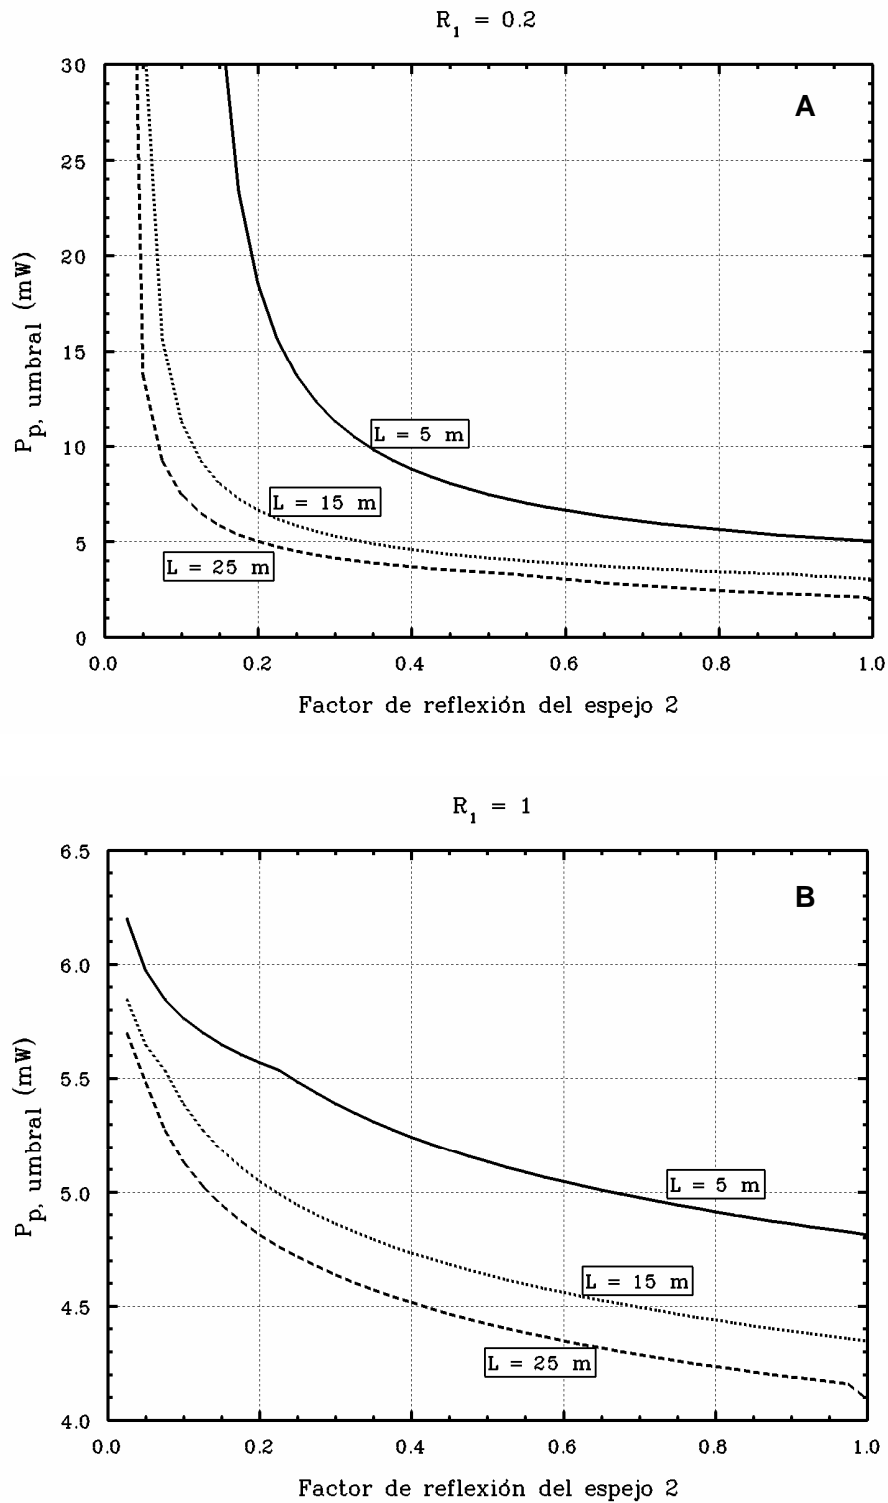 R₁ = 0.2
A
30
25
20
15
10
5
0
P_p, umbral (mW)
L = 5 m
L = 15 m
L = 25 m
0.0 0.2 0.4 0.6 0.8 1.0
Factor de reflexión del espejo 2
R₁ = 1
B
6.5
6.0
5.5
5.0
4.5
4.0
P_p, umbral (mW)
L = 5 m
L = 15 m
L = 25 m
0.0 0.2 0.4 0.6 0.8 1.0
Factor de reflexión del espejo 2